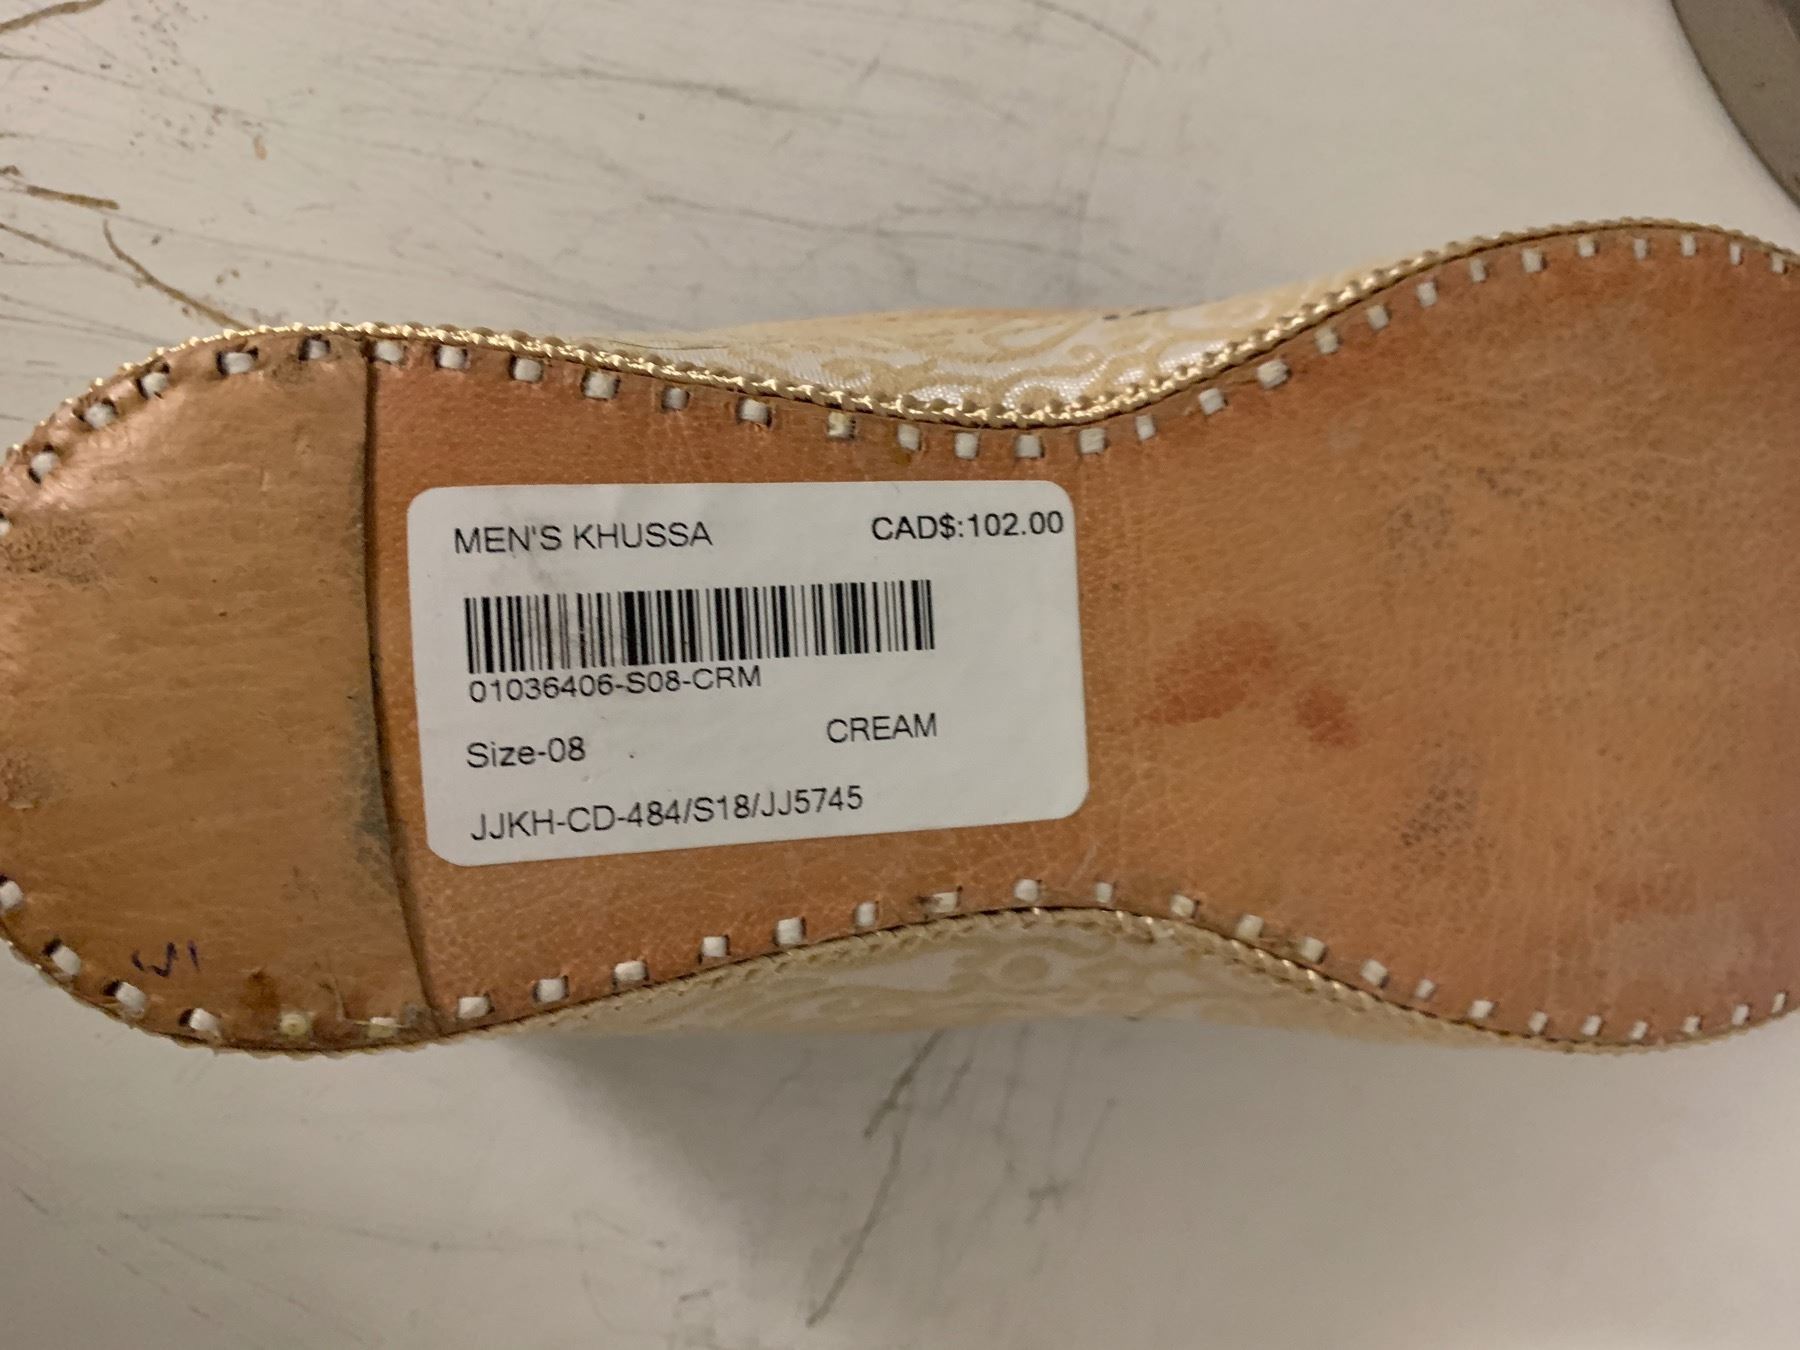 MEN'S KHUSSA CAD$:102.00
01036406-S08-CRM
Size-08 CREAM
JJKH-CD-484/S18/JJ5745